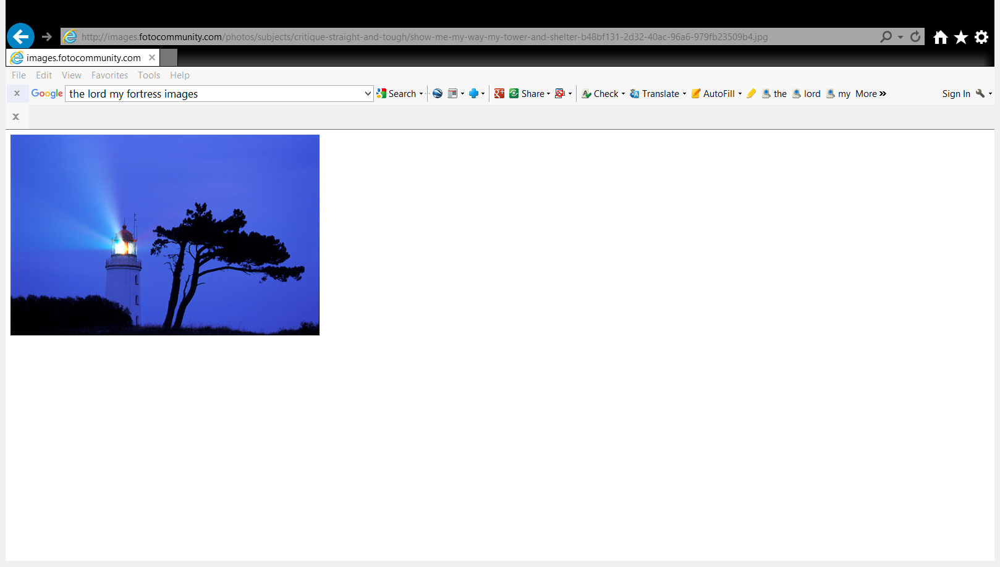 http://images.fotocommunity.com/photos/subjects/critique-straight-and-tough/show-me-my-way-my-tower-and-shelter-b48bf131-2d32-40ac-96a6-979fb23509b4.jpg
images.fotocommunity.com
File Edit View Favorites Tools Help
x Google the lord my fortress images Search Share Check Translate AutoFill the lord my More Sign In
x